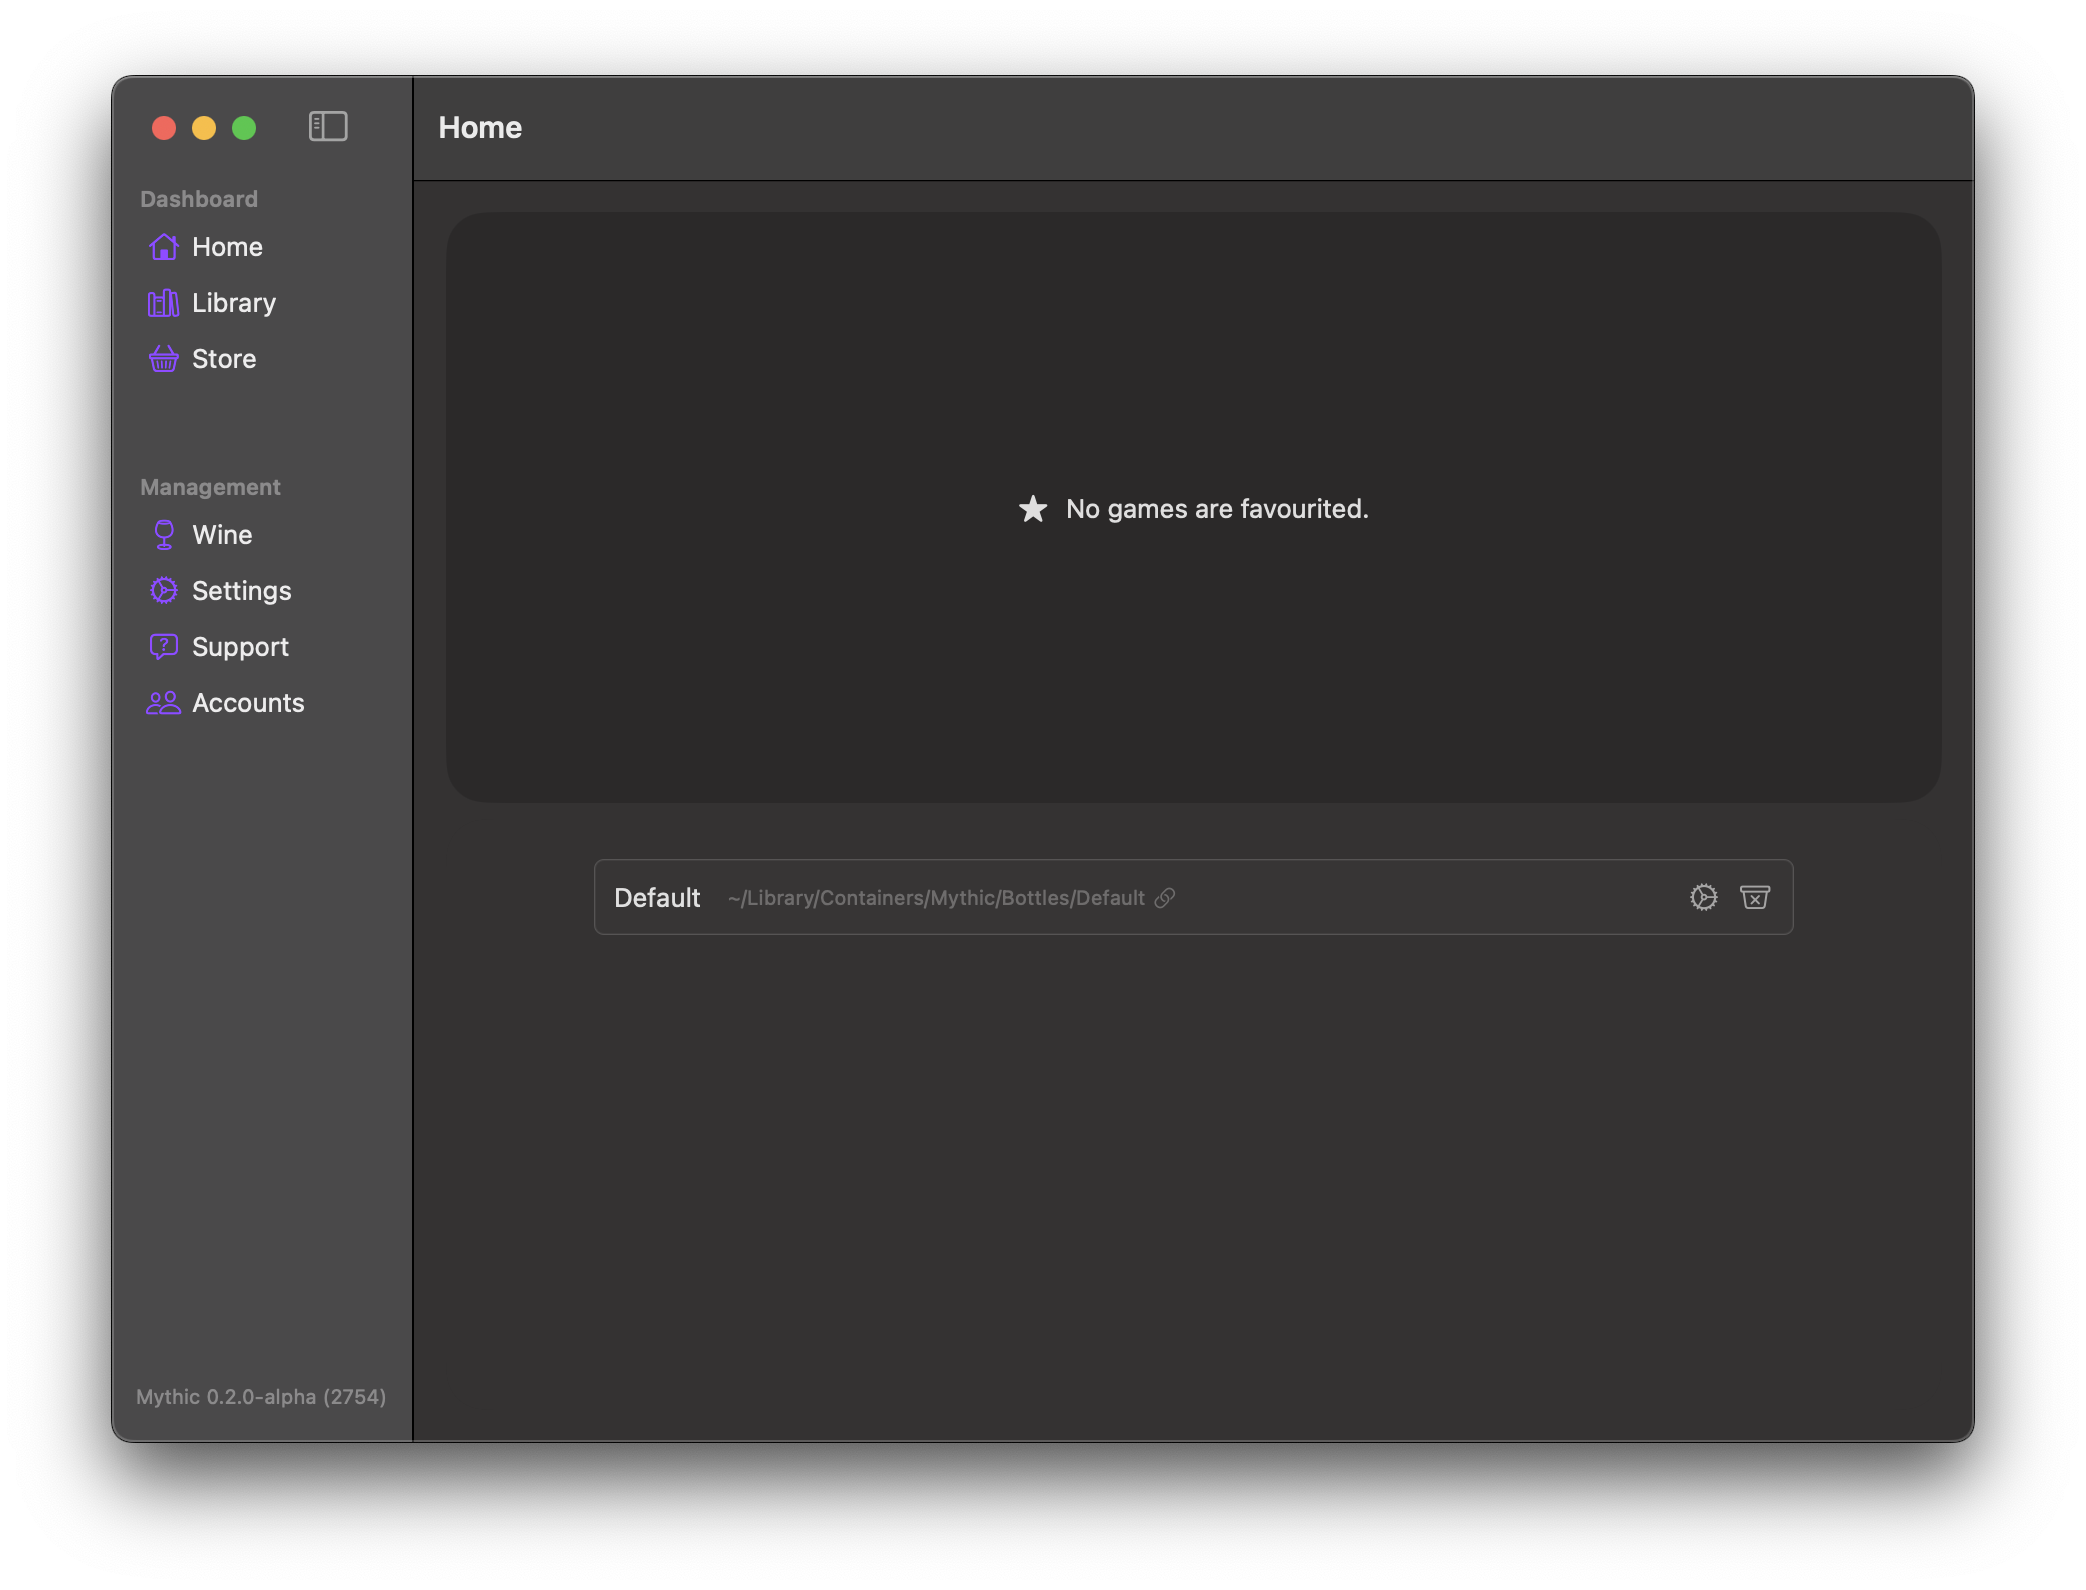 Home
Dashboard
Home
Library
Store
Management
Wine
Settings
Support
Accounts
Mythic 0.2.0-alpha (2754)
No games are favourited.
Default ~/Library/Containers/Mythic/Bottles/Default